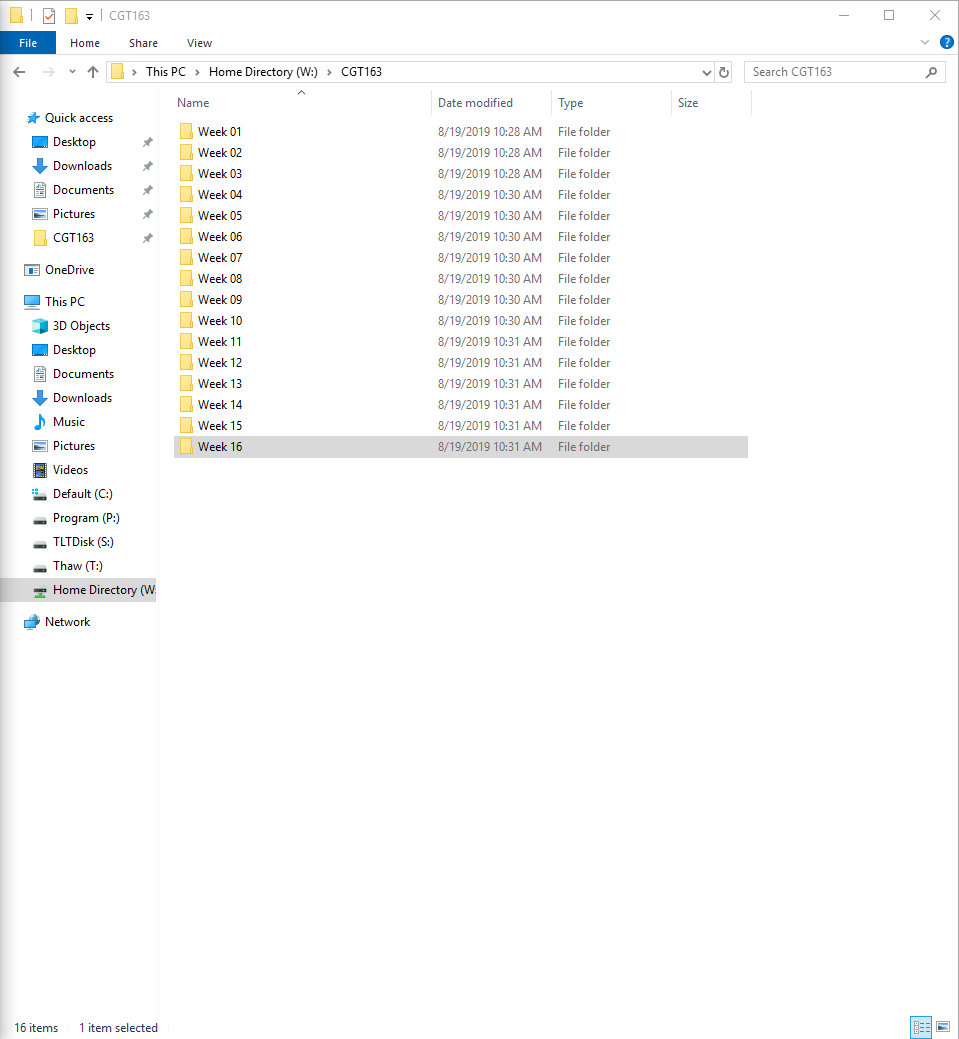 CGT163
File Home Share View
This PC Home Directory (W:) CGT163 Search CGT163
Name Date modified Type Size
Week 01 8/19/2019 10:28 AM File folder
Week 02 8/19/2019 10:28 AM File folder
Week 03 8/19/2019 10:28 AM File folder
Week 04 8/19/2019 10:30 AM File folder
Week 05 8/19/2019 10:30 AM File folder
Week 06 8/19/2019 10:30 AM File folder
Week 07 8/19/2019 10:30 AM File folder
Week 08 8/19/2019 10:30 AM File folder
Week 09 8/19/2019 10:30 AM File folder
Week 10 8/19/2019 10:30 AM File folder
Week 11 8/19/2019 10:31 AM File folder
Week 12 8/19/2019 10:31 AM File folder
Week 13 8/19/2019 10:31 AM File folder
Week 14 8/19/2019 10:31 AM File folder
Week 15 8/19/2019 10:31 AM File folder
Week 16 8/19/2019 10:31 AM File folder
Quick access
Desktop
Downloads
Documents
Pictures
CGT163
OneDrive
This PC
3D Objects
Desktop
Documents
Downloads
Music
Pictures
Videos
Default (C:)
Program (P:)
TLTDisk (S:)
Thaw (T:)
Home Directory (W:
Network
16 items 1 item selected